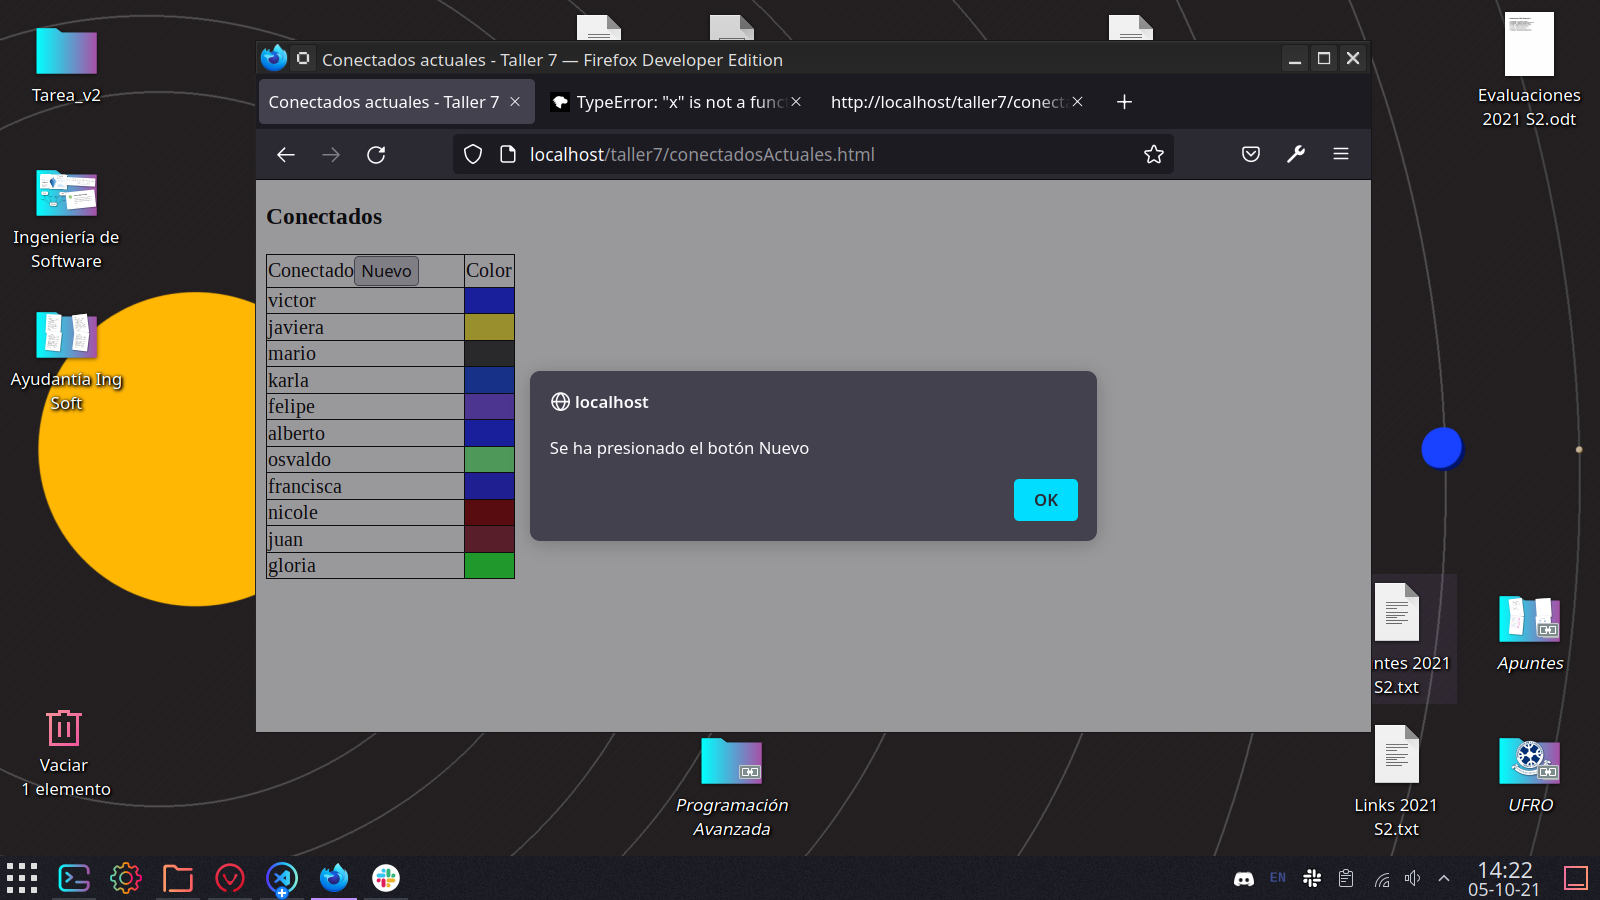 Tarea_v2
Ingeniería de
Software
Ayudantía Ing
Soft
Vaciar
1 elemento
Conectados actuales - Taller 7 — Firefox Developer Edition
Conectados actuales - Taller 7
TypeError: "x" is not a func
http://localhost/taller7/conect
localhost/taller7/conectadosActuales.html
Conectados
Conectado Nuevo Color
victor
javiera
mario
karla
felipe
alberto
osvaldo
francisca
nicole
juan
gloria
localhost
Se ha presionado el botón Nuevo
OK
Evaluaciones
2021 S2.odt
ntes 2021
S2.txt
Apuntes
Programación
Avanzada
Links 2021
S2.txt
UFRO
EN
14:22
05-10-21